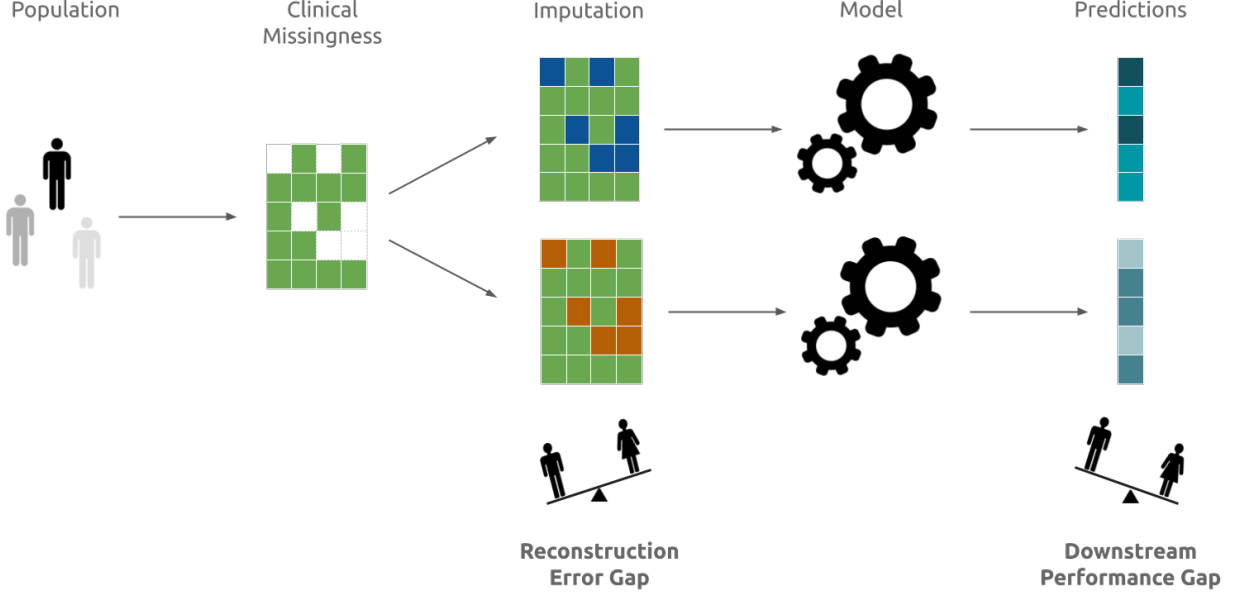 Population
Clinical
Missingness
Imputation
Model
Predictions
Reconstruction
Error Gap
Downstream
Performance Gap